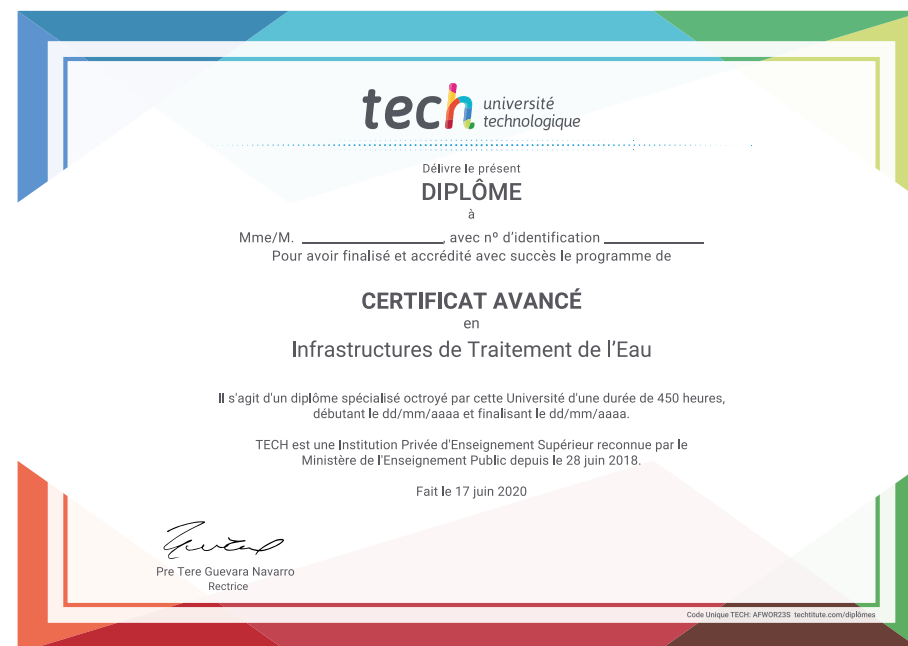 tech université
technologique
Délivre le présent
DIPLÔME
à
Mme/M. ____________________, avec nº d'identification ______________
Pour avoir finalisé et accrédité avec succès le programme de
CERTIFICAT AVANCÉ
en
Infrastructures de Traitement de l'Eau
Il s'agit d'un diplôme spécialisé octroyé par cette Université d'une durée de 450 heures,
débutant le dd/mm/aaaa et finalisant le dd/mm/aaaa.
TECH est une Institution Privée d'Enseignement Supérieur reconnue par le
Ministère de l'Enseignement Public depuis le 28 juin 2018.
Fait le 17 juin 2020
Pre Tere Guevara Navarro
Rectrice
Code Unique TECH: AFWOR23S techtitute.com/diplômes